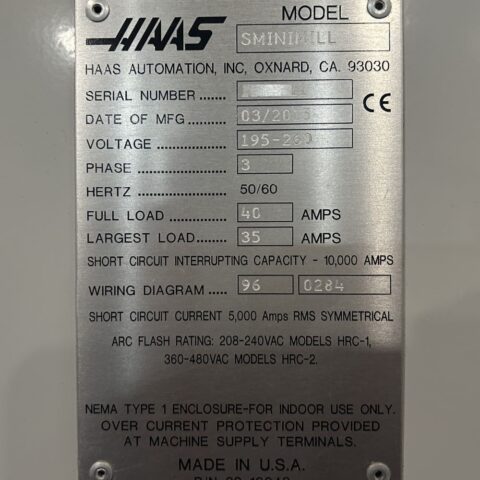 HAAS
MODEL
SMINIMILL
HAAS AUTOMATION, INC, OXNARD, CA. 93030
SERIAL NUMBER .......
CE
DATE OF MFG .......
VOLTAGE ............... 195-260
PHASE .................. 3
HERTZ .................. 50/60
FULL LOAD ............. 40 AMPS
LARGEST LOAD........ 35 AMPS
SHORT CIRCUIT INTERRUPTING CAPACITY - 10,000 AMPS
WIRING DIAGRAM ..... 96 0284
SHORT CIRCUIT CURRENT 5,000 Amps RMS SYMMETRICAL
ARC FLASH RATING: 208-240VAC MODELS HRC-1,
360-480VAC MODELS HRC-2.
NEMA TYPE 1 ENCLOSURE-FOR INDOOR USE ONLY.
OVER CURRENT PROTECTION PROVIDED
AT MACHINE SUPPLY TERMINALS.
MADE IN U.S.A.